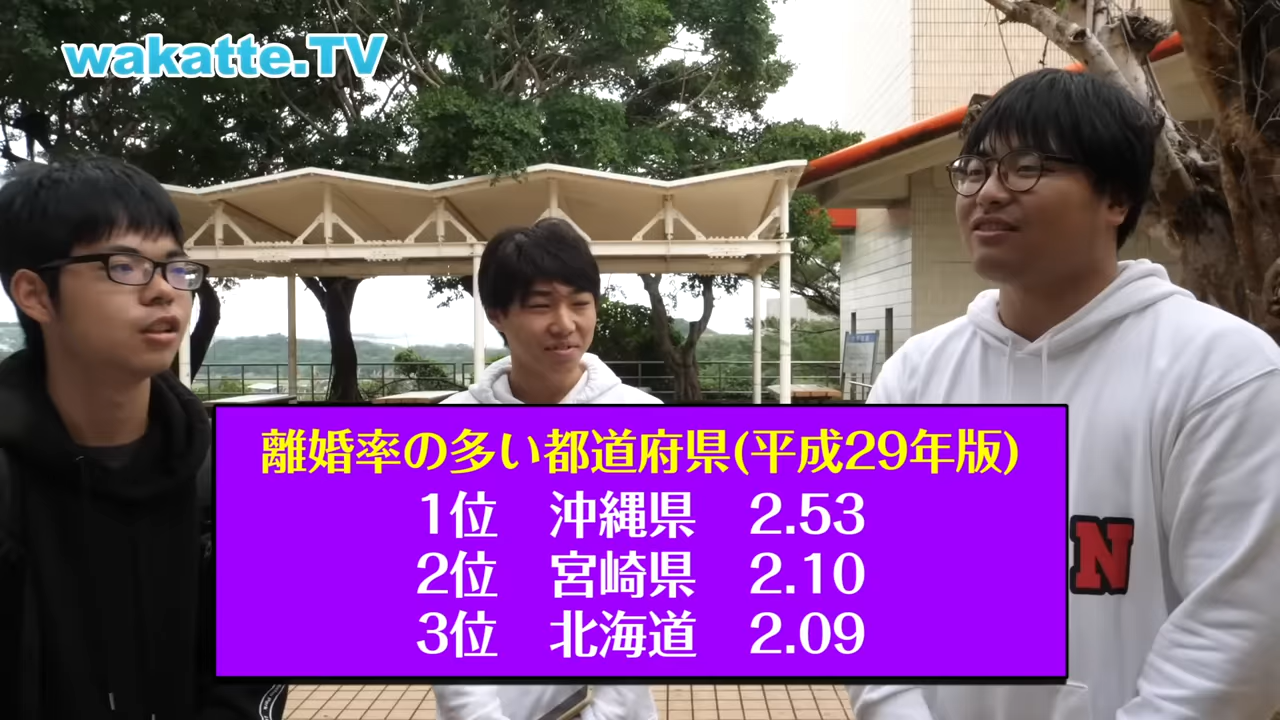 wakatte.TV
離婚率の多い都道府県(平成29年版)
1位 沖縄県 2.53
2位 宮崎県 2.10
3位 北海道 2.09
N